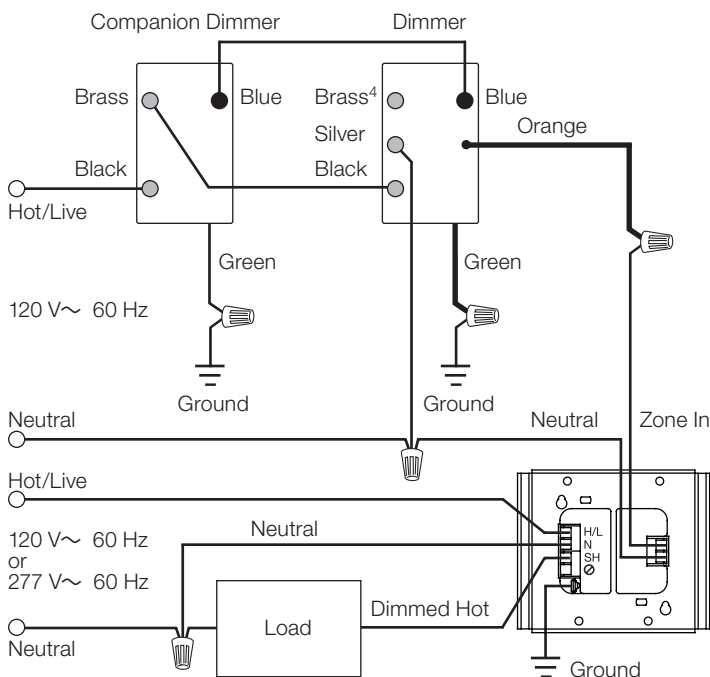 Companion Dimmer
Dimmer
Brass
Blue
Brass⁴
Blue
Silver
Orange
Black
Black
Hot/Live
Green
Green
120 V～ 60 Hz
Ground
Ground
Neutral
Neutral
Zone In
Hot/Live
Neutral
H/L
N
SH
120 V～ 60 Hz
or
277 V～ 60 Hz
Dimmed Hot
Load
Neutral
Ground